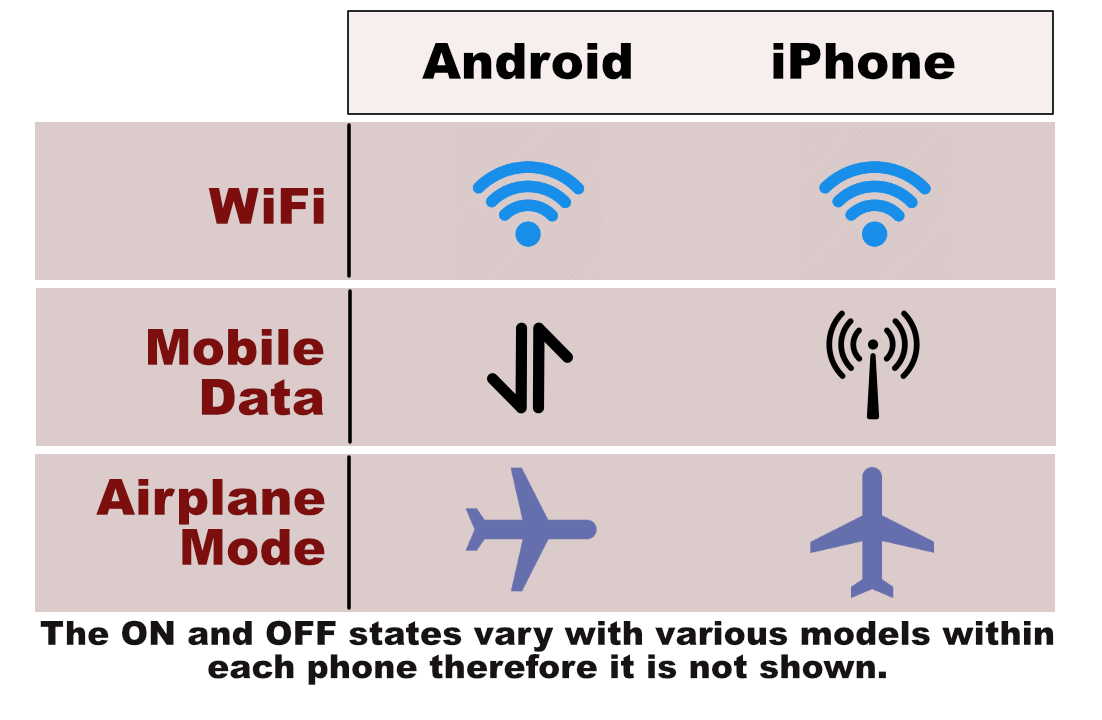 Android iPhone
WiFi
Mobile
Data
Airplane
Mode
The ON and OFF states vary with various models within
each phone therefore it is not shown.